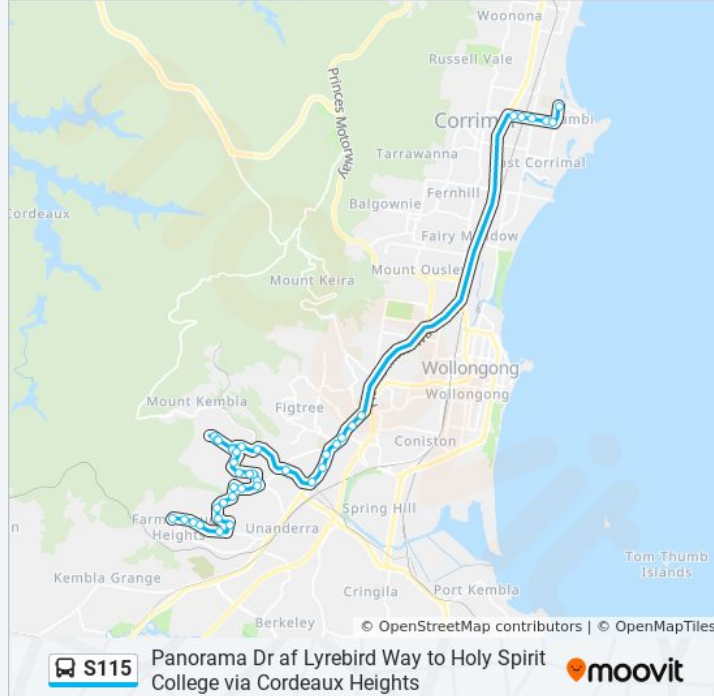 Woonona
Russell Vale
Princes Motorway
Corrim
mbi
Tarrawanna
st Corrimal
Cordeaux
Fernhill
Balgownie
Fairy Meadow
Mount Ousley
Mount Keira
Wollongong
Mount Kembla
Wollongong
Figtree
Coniston
Spring Hill
Farm
Heights
Unanderra
Tom Thumb
Islands
Kembla Grange
Cringila
Port Kembla
Berkeley
© OpenStreetMap contributors | © OpenMapTiles
S115
Panorama Dr af Lyrebird Way to Holy Spirit
College via Cordeaux Heights
moovit